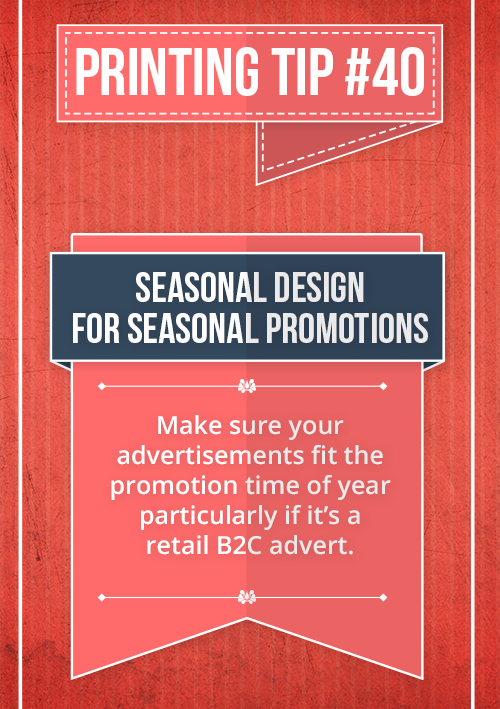 PRINTING TIP #40
SEASONAL DESIGN
FOR SEASONAL PROMOTIONS
Make sure your
advertisements fit the
promotion time of year
particularly if it’s a
retail B2C advert.